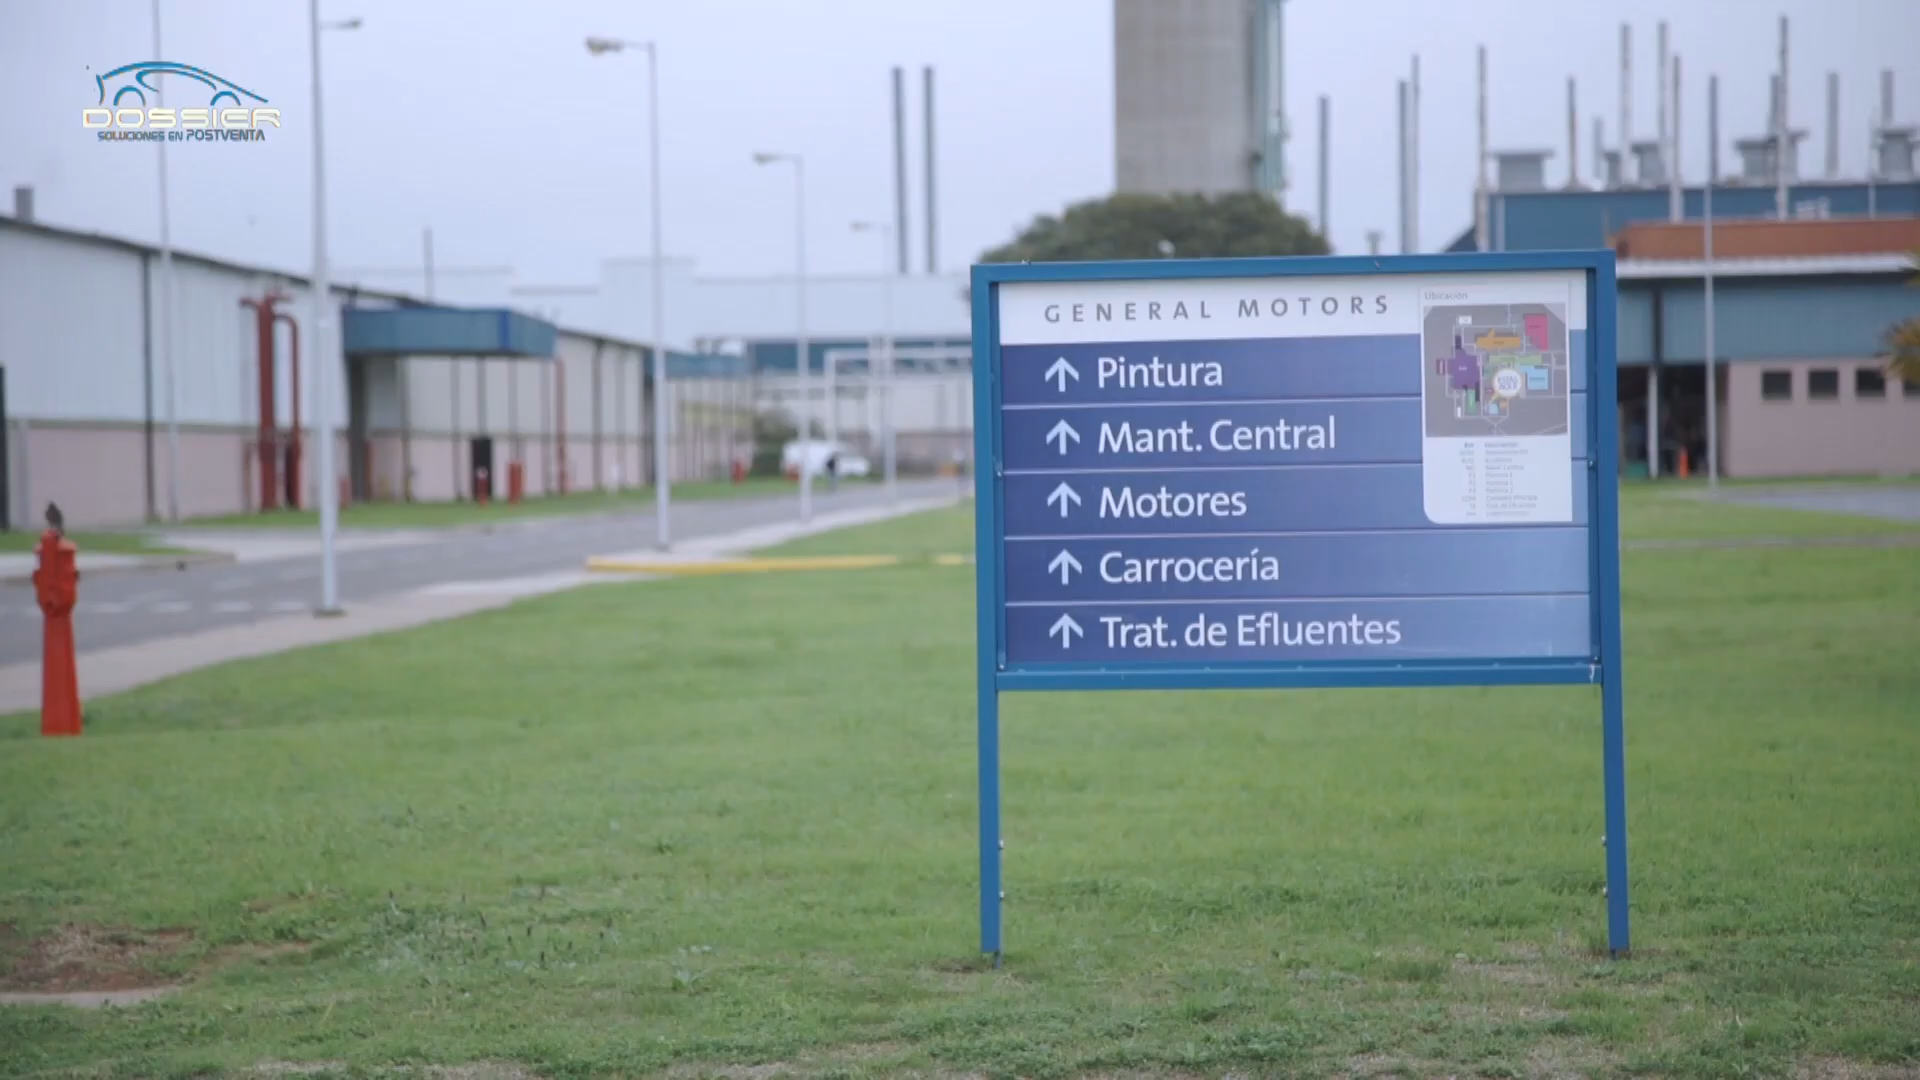 DOSSIER
SOLUCIONES EN POSTVENTA
GENERAL MOTORS
Ubicación
Pintura
Mant. Central
Motores
Carrocería
Trat. de Efluentes